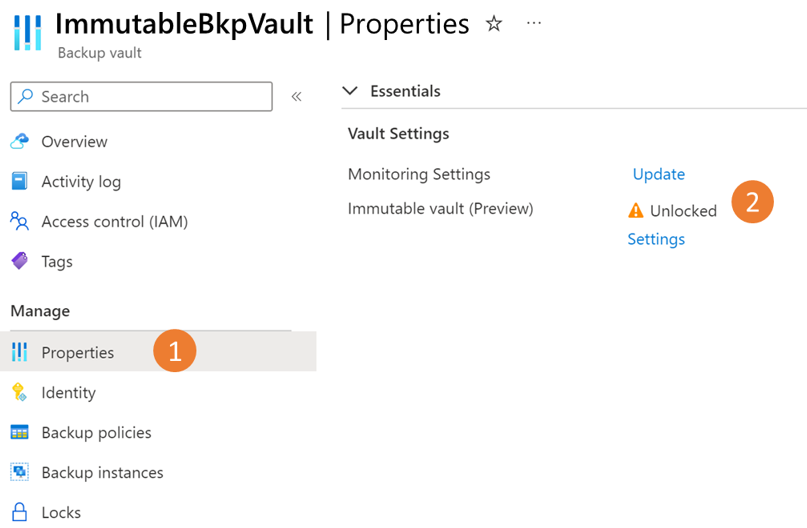 ImmutableBkpVault | Properties ☆ ...
Backup vault
Search «
Overview
Activity log
Access control (IAM)
Tags
Manage
Properties 1
Identity
Backup policies
Backup instances
Locks
Essentials
Vault Settings
Monitoring Settings Update
Immutable vault (Preview) Unlocked 2
Settings